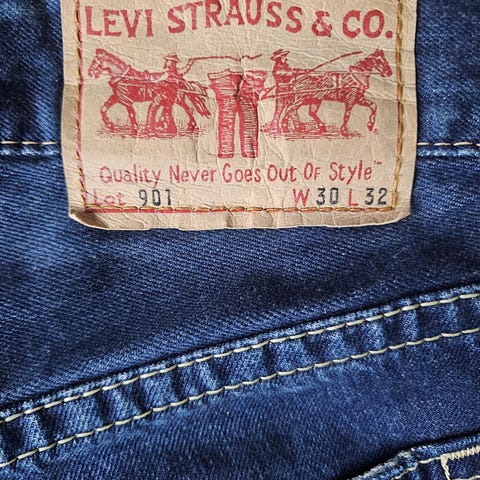 LEVI STRAUSS & CO.
Quality Never Goes Out Of Style™
Lot 901 W 30 L 32